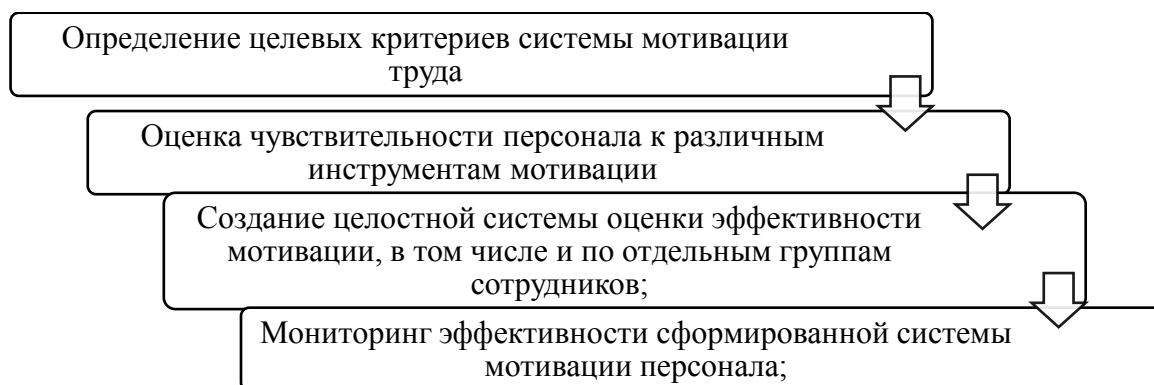 Определение целевых критериев системы мотивации
труда
Оценка чувствительности персонала к различным
инструментам мотивации
Создание целостной системы оценки эффективности
мотивации, в том числе и по отдельным группам
сотрудников;
Мониторинг эффективности сформированной системы
мотивации персонала;